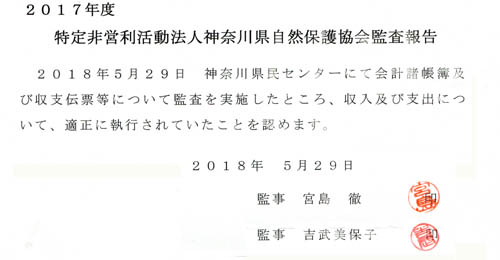 ２０１７年度
特定非営利活動法人神奈川県自然保護協会監査報告
２０１８年５月２９日　神奈川県民センターにて会計諸帳簿及
び収支伝票等について監査を実施したところ、収入及び支出につ
いて、適正に執行されていたことを認めます。
２０１８年　５月２９日
監事　宮島　徹　印
監事　吉武美保子　印